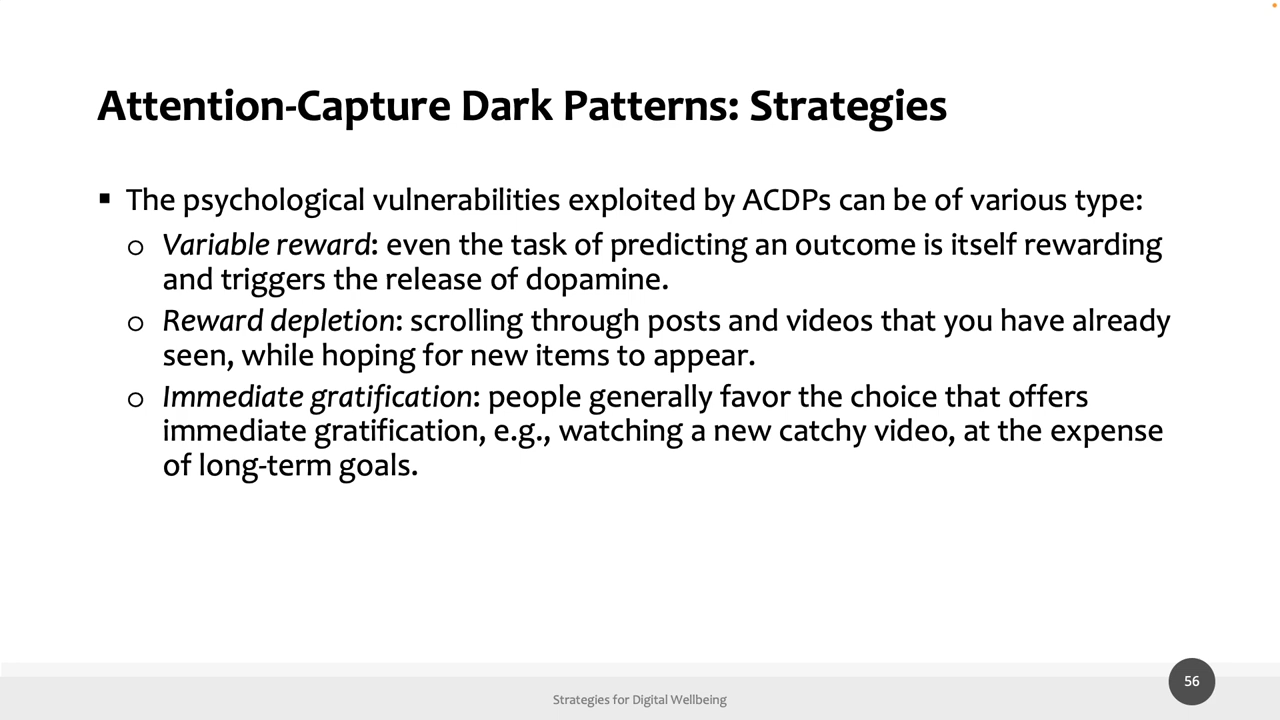 Attention-Capture Dark Patterns: Strategies
▪ The psychological vulnerabilities exploited by ACDPs can be of various type:
o Variable reward: even the task of predicting an outcome is itself rewarding
and triggers the release of dopamine.
o Reward depletion: scrolling through posts and videos that you have already
seen, while hoping for new items to appear.
o Immediate gratification: people generally favor the choice that offers
immediate gratification, e.g., watching a new catchy video, at the expense
of long-term goals.
56
Strategies for Digital Wellbeing